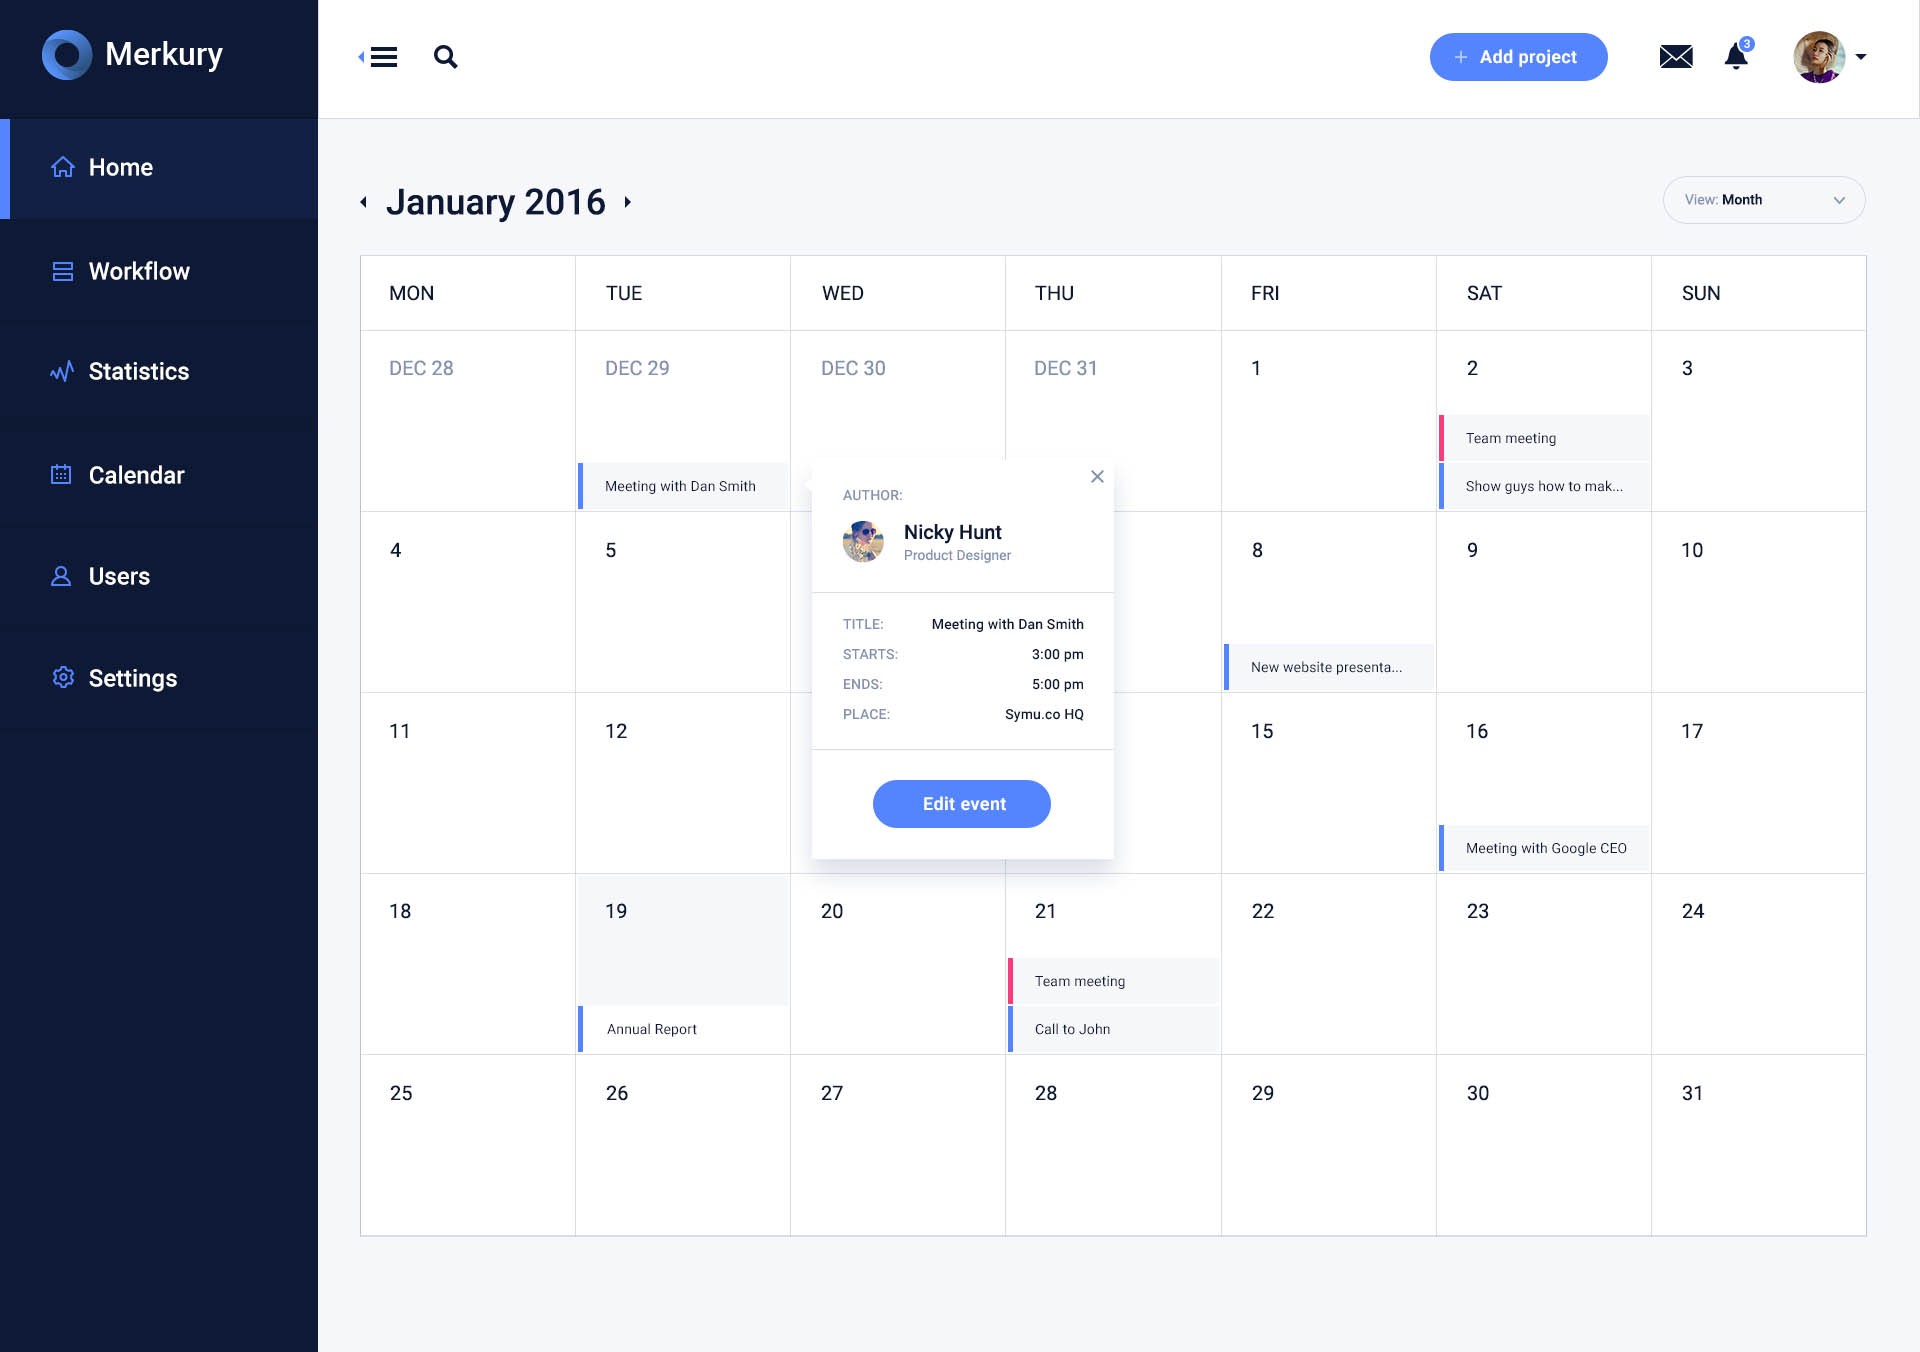 Merkury
Home
Workflow
Statistics
Calendar
Users
Settings
+ Add project
3
January 2016
View: Month
MON TUE WED THU FRI SAT SUN
DEC 28 DEC 29 DEC 30 DEC 31 1 2 3
Team meeting
Meeting with Dan Smith Show guys how to mak...
AUTHOR:
Nicky Hunt
Product Designer
TITLE: Meeting with Dan Smith
STARTS: 3:00 pm
ENDS: 5:00 pm
PLACE: Symu.co HQ
Edit event
4 5 8 9 10
New website presenta...
11 12 15 16 17
Meeting with Google CEO
18 19 20 21 22 23 24
Team meeting
Annual Report Call to John
25 26 27 28 29 30 31